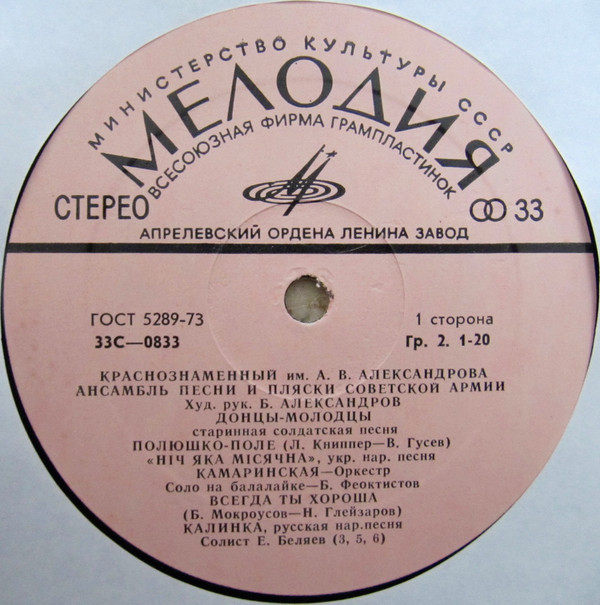 МИНИСТЕРСТВО КУЛЬТУРЫ СССР
МЕЛОДИЯ
ВСЕСОЮЗНАЯ ФИРМА ГРАМПЛАСТИНОК
СТЕРЕО
33
АПРЕЛЕВСКИЙ ОРДЕНА ЛЕНИНА ЗАВОД
ГОСТ 5289-73
1 сторона
33С—0833
Гр. 2. 1-20
КРАСНОЗНАМЕННЫЙ им. А. В. АЛЕКСАНДРОВА
АНСАМБЛЬ ПЕСНИ И ПЛЯСКИ СОВЕТСКОЙ АРМИИ
Худ. рук. Б. АЛЕКСАНДРОВ
ДОНЦЫ-МОЛОДЦЫ
старинная солдатская песня
ПОЛЮШКО-ПОЛЕ (Л. Книппер—В. Гусев)
«НІЧ ЯКА МІСЯЧНА», укр. нар. песня
КАМАРИНСКАЯ—Оркестр
Соло на балалайке—Б. Феоктистов
ВСЕГДА ТЫ ХОРОША
(Б. Мокроусов—Н. Глейзаров)
КАЛИНКА, русская нар.песня
Солист Е. Беляев (3, 5, 6)